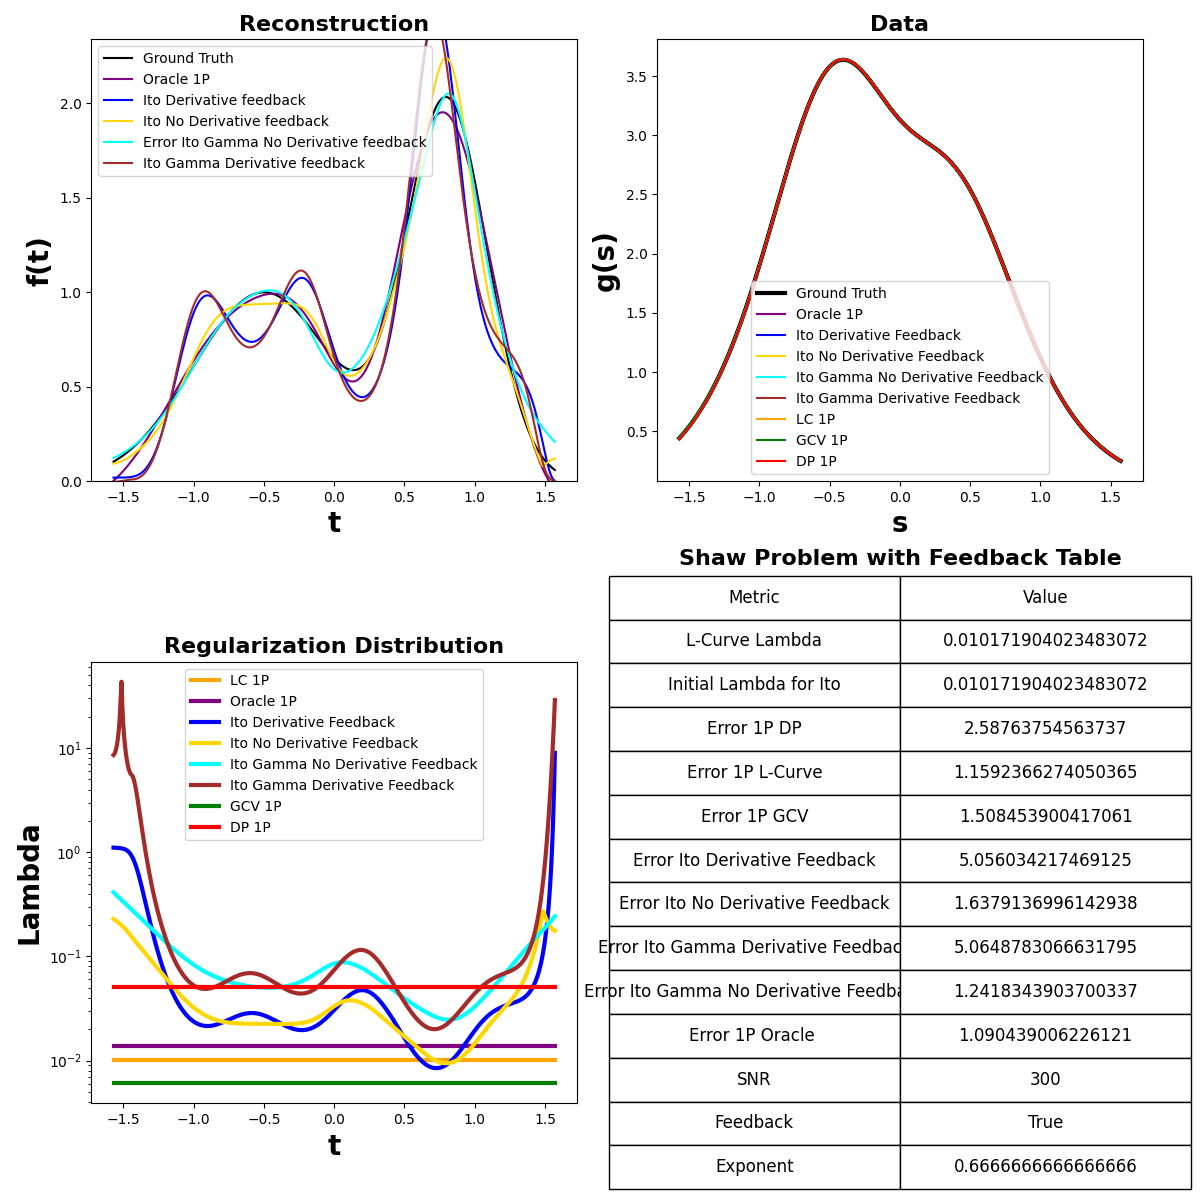 Reconstruction
f(t)
2.0
1.5
1.0
0.5
0.0
Ground Truth
Oracle 1P
Ito Derivative feedback
Ito No Derivative feedback
Error Ito Gamma No Derivative feedback
Ito Gamma Derivative feedback
−1.5 −1.0 −0.5 0.0 0.5 1.0 1.5
t
Data
g(s)
3.5
3.0
2.5
2.0
1.5
1.0
0.5
Ground Truth
Oracle 1P
Ito Derivative Feedback
Ito No Derivative Feedback
Ito Gamma No Derivative Feedback
Ito Gamma Derivative Feedback
LC 1P
GCV 1P
DP 1P
−1.5 −1.0 −0.5 0.0 0.5 1.0 1.5
s
Regularization Distribution
Lambda
10^1
10^0
10^−1
10^−2
LC 1P
Oracle 1P
Ito Derivative Feedback
Ito No Derivative Feedback
Ito Gamma No Derivative Feedback
Ito Gamma Derivative Feedback
GCV 1P
DP 1P
−1.5 −1.0 −0.5 0.0 0.5 1.0 1.5
t
Shaw Problem with Feedback Table
Metric Value
L-Curve Lambda 0.010171904023483072
Initial Lambda for Ito 0.010171904023483072
Error 1P DP 2.58763754563737
Error 1P L-Curve 1.1592366274050365
Error 1P GCV 1.508453900417061
Error Ito Derivative Feedback 5.056034217469125
Error Ito No Derivative Feedback 1.6379136996142938
Error Ito Gamma Derivative Feedbac 5.0648783066631795
Error Ito Gamma No Derivative Feedba 1.2418343903700337
Error 1P Oracle 1.090439006226121
SNR 300
Feedback True
Exponent 0.6666666666666666